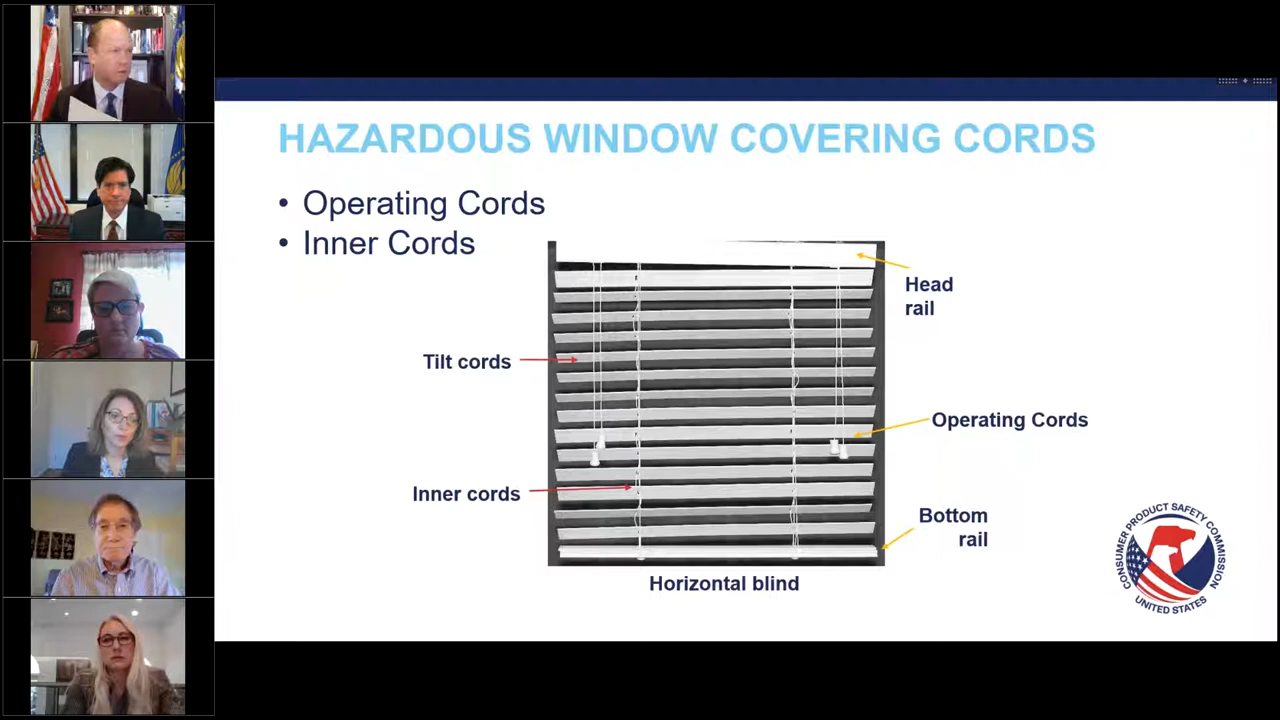 HAZARDOUS WINDOW COVERING CORDS
• Operating Cords
• Inner Cords
Head
rail
Tilt cords
Operating Cords
Inner cords
Bottom
rail
Horizontal blind
CONSUMER PRODUCT SAFETY COMMISSION
UNITED STATES